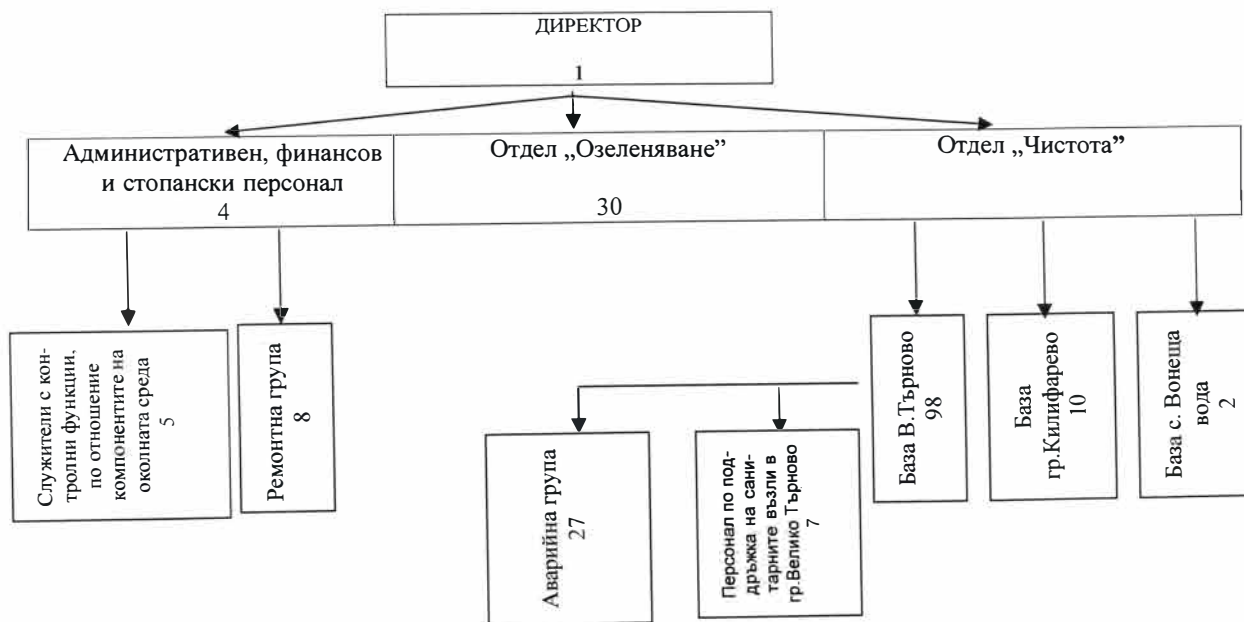 ДИРЕКТОР
1
Административен, финансов
и стопански персонал
4
Отдел „Озеленяване”
30
Отдел „Чистота”
Служители с кон-
тролни функции,
по отношение
компонентите на
околната среда
5
Ремонтна група
8
Аварийна група
27
Персонал по под-
дръжка на сани-
тарните възли в
гр.Велико Търново
7
База В.Търново
98
База
гр.Килифарево
10
База с. Вонеща
вода
2